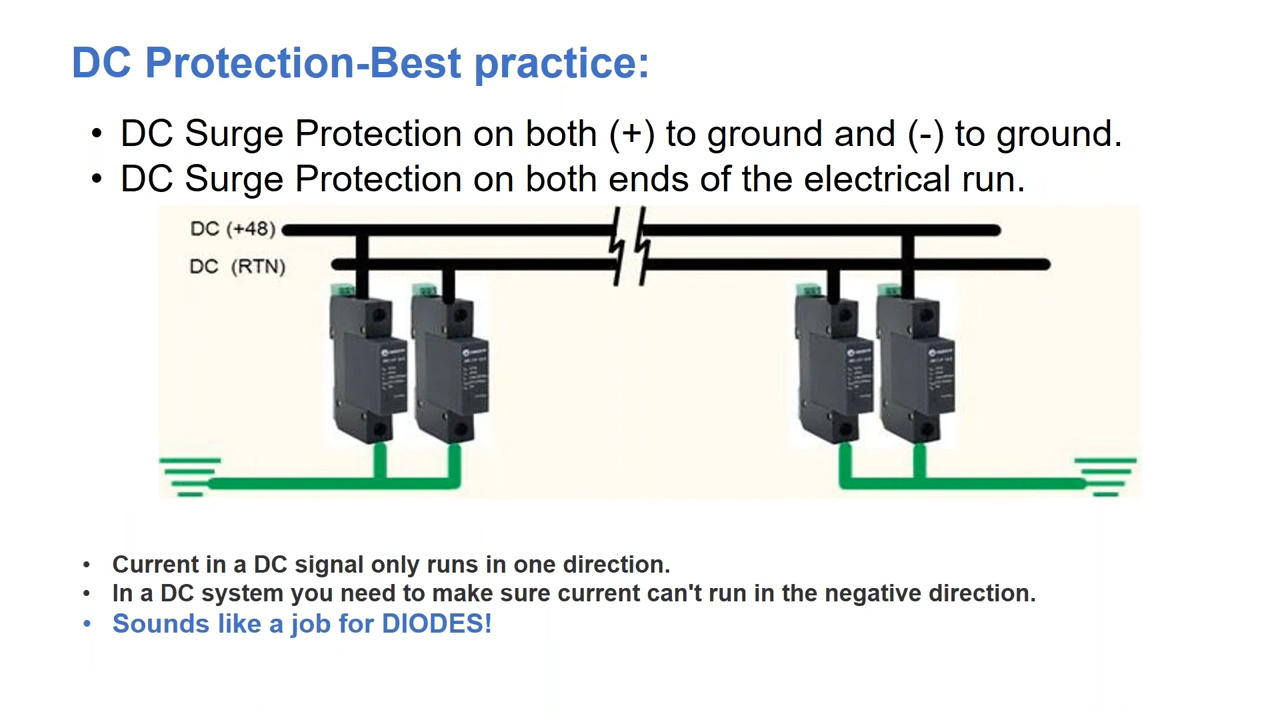 DC Protection-Best practice:
• DC Surge Protection on both (+) to ground and (-) to ground.
• DC Surge Protection on both ends of the electrical run.
DC (+48)
DC (RTN)
• Current in a DC signal only runs in one direction.
• In a DC system you need to make sure current can't run in the negative direction.
• Sounds like a job for DIODES!